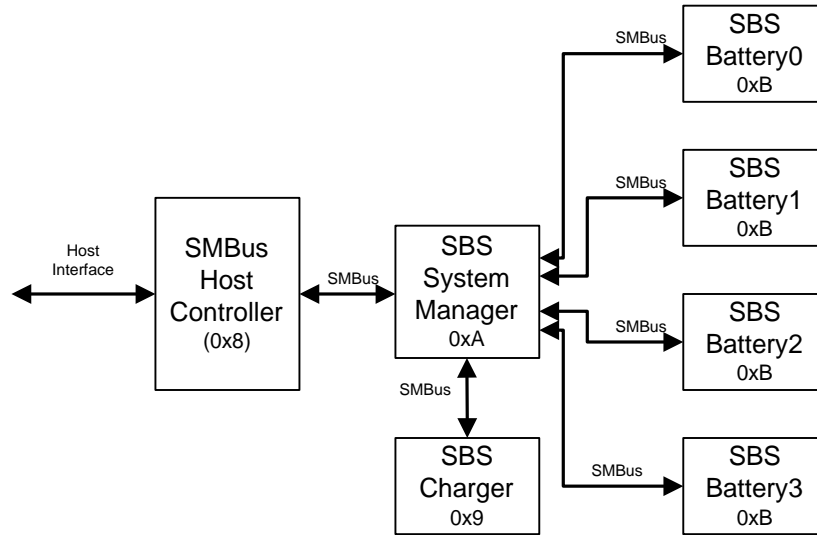 SBS
Battery0
0xB
SMBus
SBS
Battery1
0xB
SMBus
Host
Interface
SMBus
Host
Controller
(0x8)
SMBus
SBS
System
Manager
0xA
SMBus
SBS
Battery2
0xB
SMBus
SBS
Charger
0x9
SMBus
SBS
Battery3
0xB